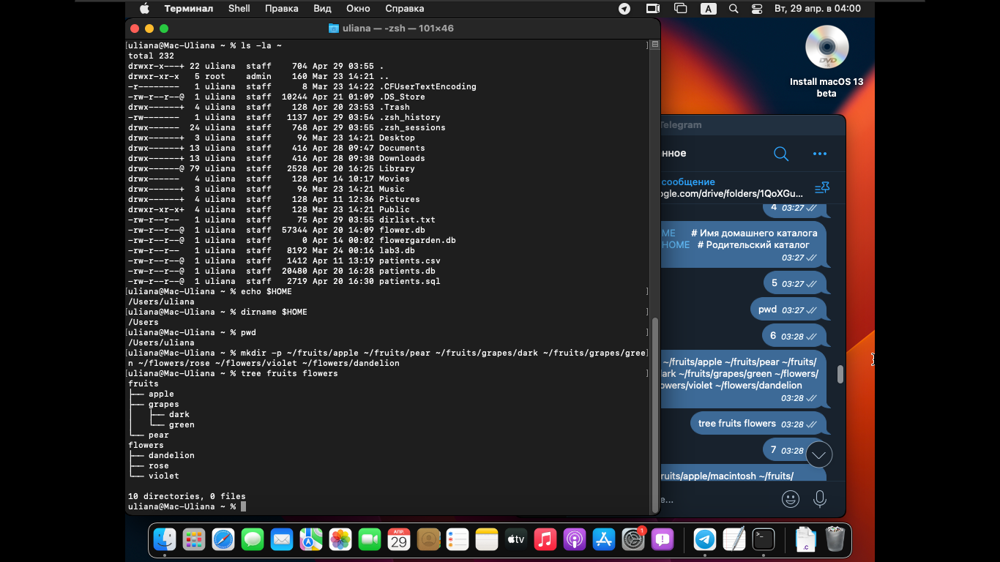 Терминал Shell Правка Вид Окно Справка A Вт, 29 апр. в 04:00
uliana — -zsh — 101×46
[uliana@Mac-Uliana ~ % ls -la ~ ]
total 232
drwxr-x---+ 22 uliana staff 704 Apr 29 03:55 .
drwxr-xr-x 5 root admin 160 Mar 23 14:21 ..
-r-------- 1 uliana staff 8 Mar 23 14:22 .CFUserTextEncoding
-rw-r--r--@ 1 uliana staff 10244 Apr 21 01:09 .DS_Store
drwx------+ 4 uliana staff 128 Apr 20 23:53 .Trash
-rw------- 1 uliana staff 1137 Apr 29 03:54 .zsh_history
drwx------ 24 uliana staff 768 Apr 29 03:55 .zsh_sessions
drwx------+ 3 uliana staff 96 Mar 23 14:21 Desktop
drwx------+ 13 uliana staff 416 Apr 28 09:47 Documents
drwx------+ 13 uliana staff 416 Apr 28 09:38 Downloads
drwx------@ 79 uliana staff 2528 Apr 20 16:25 Library
drwx------ 4 uliana staff 128 Apr 14 10:17 Movies
drwx------+ 3 uliana staff 96 Mar 23 14:21 Music
drwx------+ 4 uliana staff 128 Apr 11 12:36 Pictures
drwxr-xr-x+ 4 uliana staff 128 Mar 23 14:21 Public
-rw-r--r-- 1 uliana staff 75 Apr 29 03:55 dirlist.txt
-rw-r--r--@ 1 uliana staff 57344 Apr 20 14:09 flower.db
-rw-r--r--@ 1 uliana staff 0 Apr 14 00:02 flowergarden.db
-rw-r--r-- 1 uliana staff 8192 Mar 24 00:16 lab3.db
-rw-r--r--@ 1 uliana staff 1412 Apr 11 13:19 patients.csv
-rw-r--r--@ 1 uliana staff 20480 Apr 20 16:28 patients.db
-rw-r--r--@ 1 uliana staff 2719 Apr 20 16:30 patients.sql
[uliana@Mac-Uliana ~ % echo $HOME ]
/Users/uliana
[uliana@Mac-Uliana ~ % dirname $HOME ]
/Users
[uliana@Mac-Uliana ~ % pwd ]
/Users/uliana
[uliana@Mac-Uliana ~ % mkdir -p ~/fruits/apple ~/fruits/pear ~/fruits/grapes/dark ~/fruits/grapes/gree]
n ~/flowers/rose ~/flowers/violet ~/flowers/dandelion
[uliana@Mac-Uliana ~ % tree fruits flowers ]
fruits
├── apple
├── grapes
│   ├── dark
│   └── green
└── pear
flowers
├── dandelion
├── rose
└── violet
10 directories, 0 files
uliana@Mac-Uliana ~ %
DVD
Install macOS 13
beta
Telegram
нное
сообщение
ogle.com/drive/folders/1QoXGu...
4 03:27
ME # Имя домашнего каталога
HOME # Родительский каталог
03:27
5 03:27
pwd 03:27
6 03:28
~/fruits/apple ~/fruits/pear ~/fruits/
ark ~/fruits/grapes/green ~/flowers/
owers/violet ~/flowers/dandelion
03:28
tree fruits flowers 03:28
7 03:28
ruits/apple/macintosh ~/fruits/
е...
АПР.
29
tv
1
>_
.c